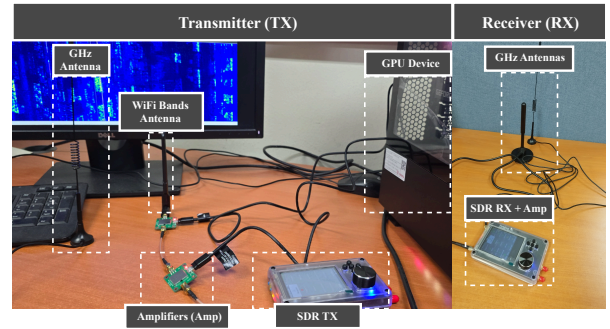 Transmitter (TX)
Receiver (RX)
GHz
Antenna
GPU Device
GHz Antennas
WiFi Bands
Antenna
SDR RX + Amp
Amplifiers (Amp)
SDR TX
DELL